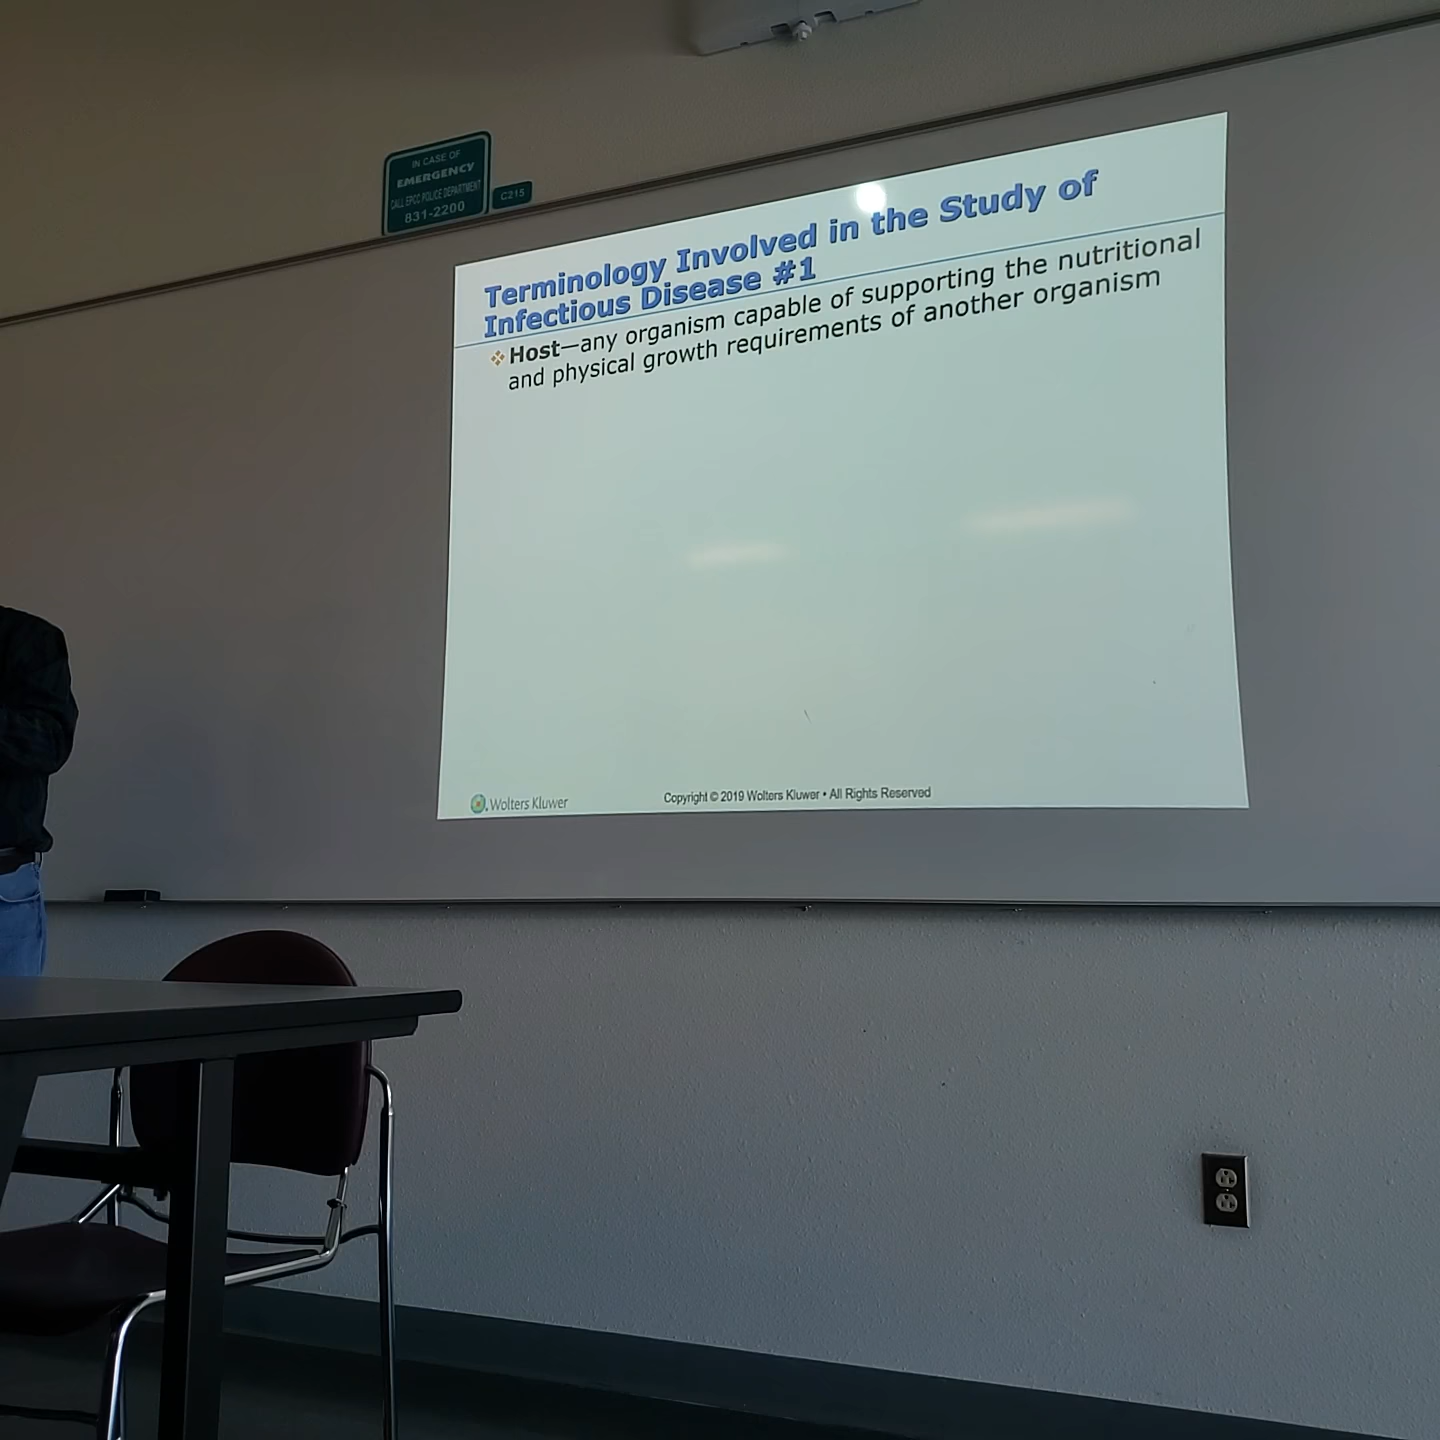 IN CASE OF
EMERGENCY
CALL EPCC POLICE DEPARTMENT
831-2200
C215
Terminology Involved in the Study of
Infectious Disease #1
Host—any organism capable of supporting the nutritional
and physical growth requirements of another organism
Wolters Kluwer
Copyright © 2019 Wolters Kluwer • All Rights Reserved